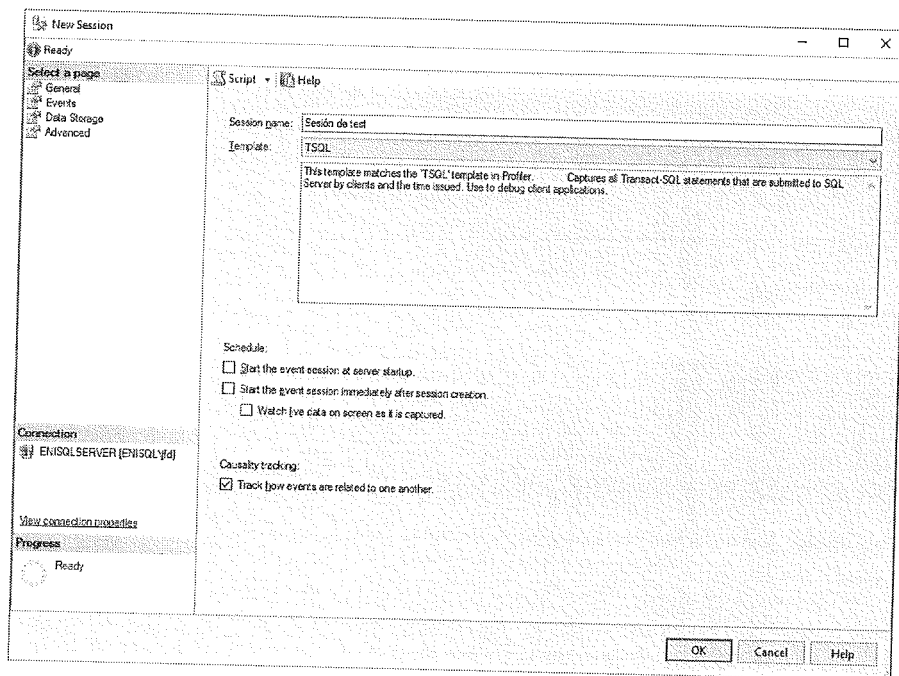 New Session
Ready
Select a page
General
Events
Data Storage
Advanced
Script
Help
Session name: Sesión de test
Template: TSQL
This template matches the 'TSQL' template in Profiler. Captures all Transact-SQL statements that are submitted to SQL
Server by clients and the time issued. Use to debug client applications.
Schedule:
Start the event session at server startup.
Start the event session immediately after session creation.
Watch live data on screen as it is captured.
Causality tracking:
Track how events are related to one another.
Connection
ENISQLSERVER [ENISQL\jfd]
View connection properties
Progress
Ready
OK
Cancel
Help